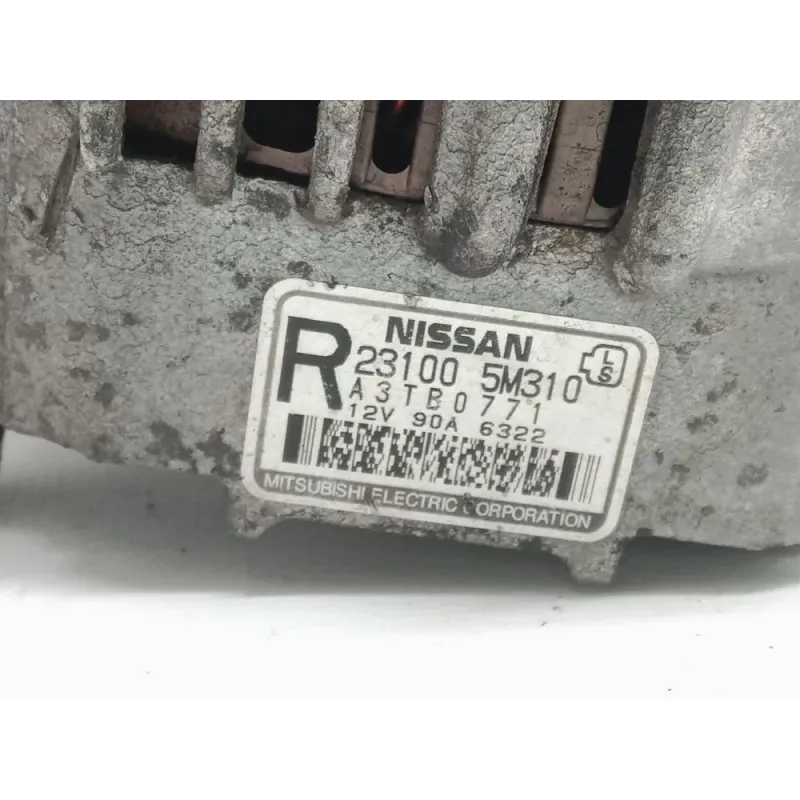 NISSAN
R 23100 5M310 L S
A3TB0771
12V 90A 6322
MITSUBISHI ELECTRIC CORPORATION